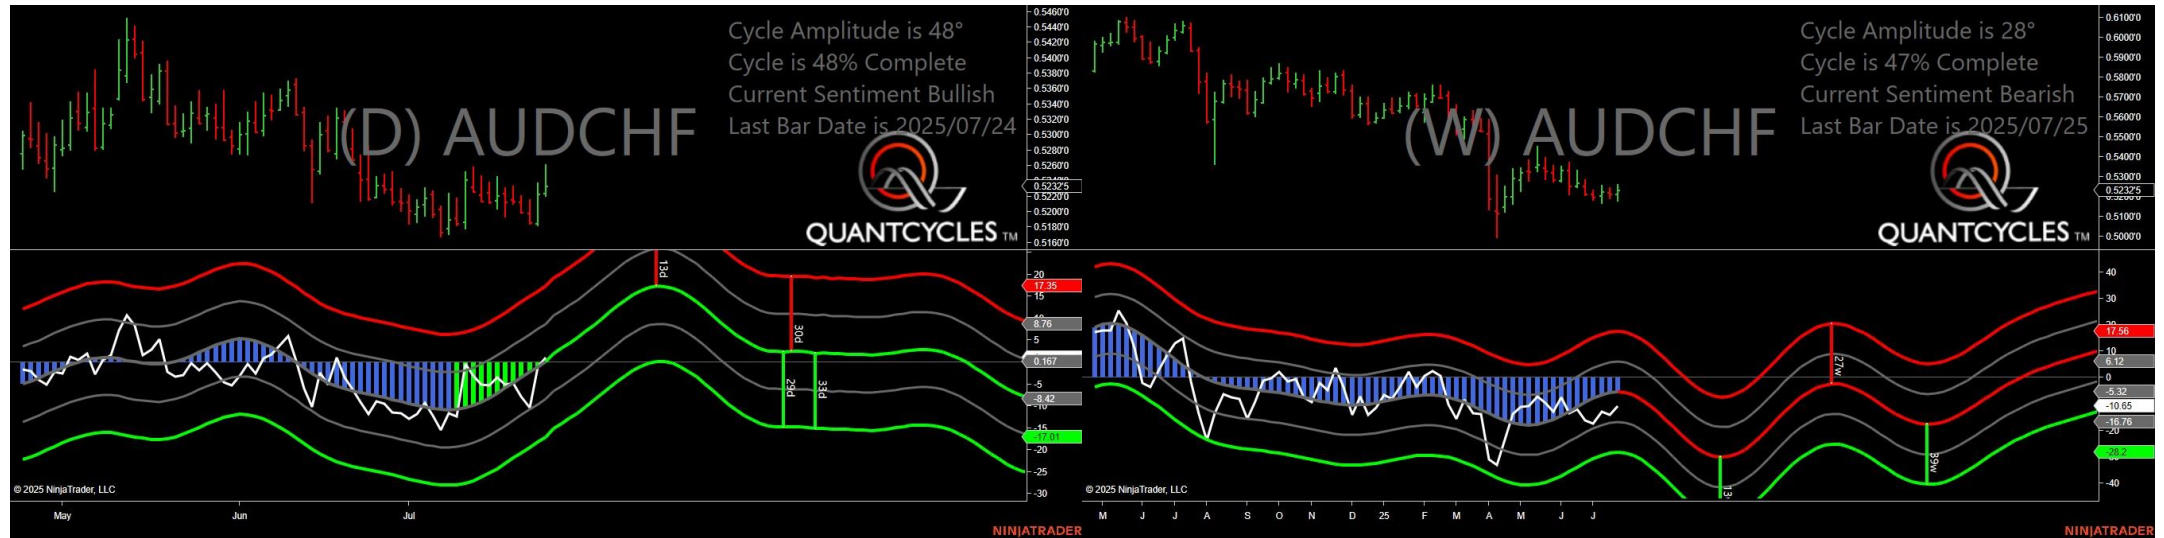 Cycle Amplitude is 48°
Cycle is 48% Complete
Current Sentiment Bullish
Last Bar Date is 2025/07/24
(D) AUDCHF
QUANTCYCLES TM
0.5460'0
0.5440'0
0.5420'0
0.5400'0
0.5380'0
0.5360'0
0.5340'0
0.5320'0
0.5300'0
0.5280'0
0.5260'0
0.5232'5
0.5220'0
0.5200'0
0.5180'0
0.5160'0
13d
30d
29d
33d
20
17.35
15
8.76
5
0.167
-5
-8.42
-10
-15
-17.01
-20
-25
-30
© 2025 NinjaTrader, LLC
May Jun Jul
NINJATRADER
Cycle Amplitude is 28°
Cycle is 47% Complete
Current Sentiment Bearish
Last Bar Date is 2025/07/25
(W) AUDCHF
QUANTCYCLES TM
0.6100'0
0.6000'0
0.5900'0
0.5800'0
0.5700'0
0.5600'0
0.5500'0
0.5400'0
0.5300'0
0.5232'5
0.5100'0
0.5000'0
27w
39w
40
30
17.56
10
6.12
0
-5.32
-10.65
-16.76
-20
-28.2
-40
© 2025 NinjaTrader, LLC
M J J A S O N D 25 F M A M J J
NINJATRADER